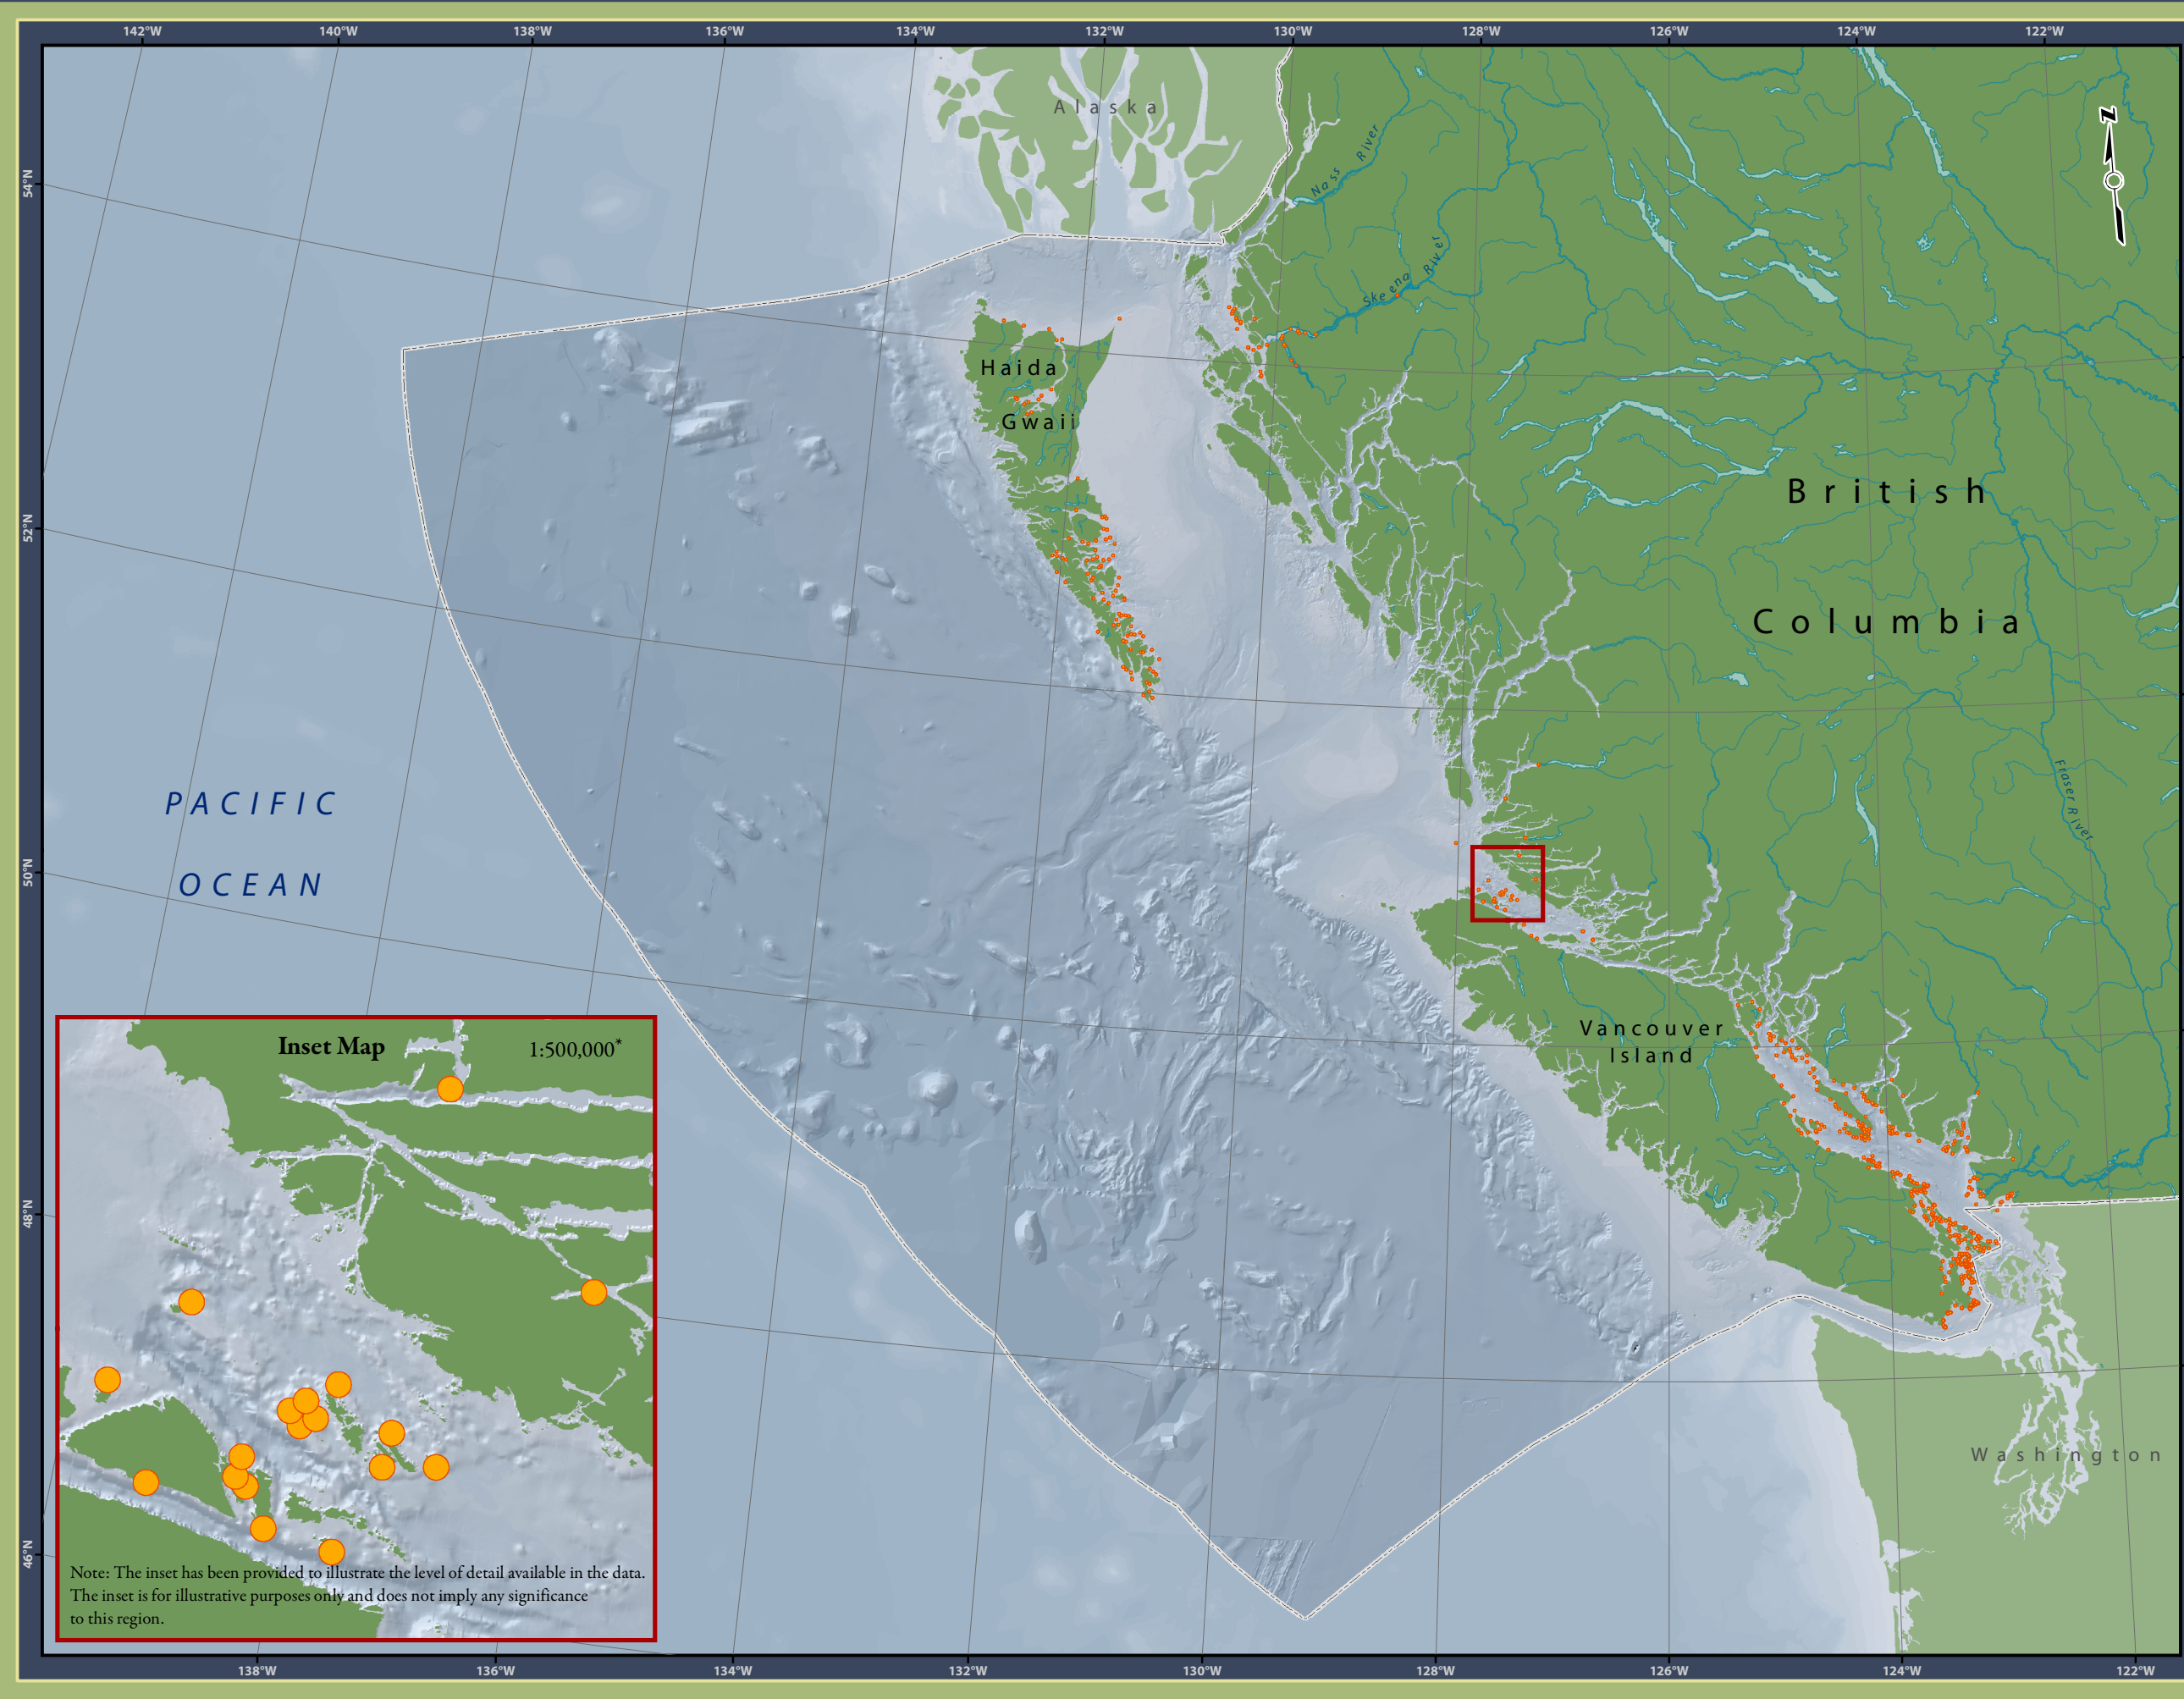 142°W 140°W 138°W 136°W 134°W 132°W 130°W 128°W 126°W 124°W 122°W
54°N
52°N
50°N
48°N
46°N
Alaska
N
Nass River
Skeena River
Haida
Gwaii
British
Columbia
Fraser River
PACIFIC
OCEAN
Vancouver
Island
Washington
Inset Map 1:500,000*
Note: The inset has been provided to illustrate the level of detail available in the data.
The inset is for illustrative purposes only and does not imply any significance
to this region.
138°W 136°W 134°W 132°W 130°W 128°W 126°W 124°W 122°W